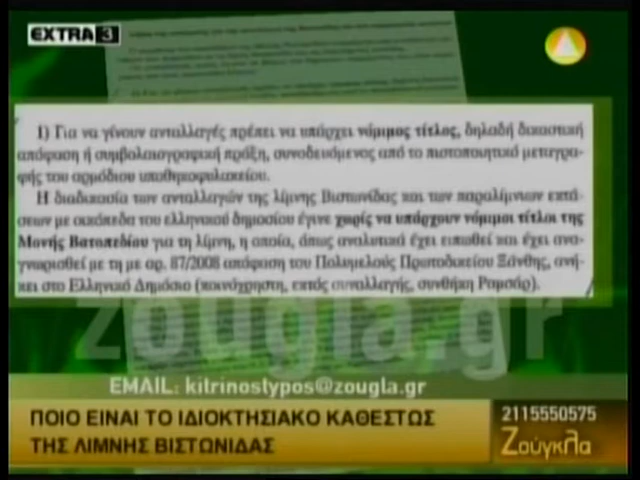 EXTRA 3
1) Για να γίνουν ανταλλαγές πρέπει να υπάρχει νόμιμος τίτλος, δηλαδή δικαστική
απόφαση ή συμβολαιογραφική πράξη, συνοδευόμενος από το πιστοποιητικό μεταγρα-
φής του αρμόδιου υποθηκοφυλακείου.
Η διαδικασία των ανταλλαγών της λίμνης Βιστωνίδας και των παραλίμνιων εκτά-
σεων με οικόπεδα του ελληνικού δημοσίου έγινε χωρίς να υπάρχουν νόμιμοι τίτλοι της
Μονής Βατοπεδίου για τη λίμνη, η οποία, όπως αναλυτικά έχει ειπωθεί και έχει ανα-
γνωρισθεί με τη με αρ. 87/2008 απόφαση του Πολυμελούς Πρωτοδικείου Ξάνθης, ανή-
κει στο Ελληνικό Δημόσιο (κοινόχρηστη, εκτός συναλλαγής, συνθήκη Ραμσάρ).
zougla.gr
EMAIL: kitrinostypos@zougla.gr
ΠΟΙΟ ΕΙΝΑΙ ΤΟ ΙΔΙΟΚΤΗΣΙΑΚΟ ΚΑΘΕΣΤΩΣ
ΤΗΣ ΛΙΜΝΗΣ ΒΙΣΤΩΝΙΔΑΣ
2115550575
Ζούγκλα